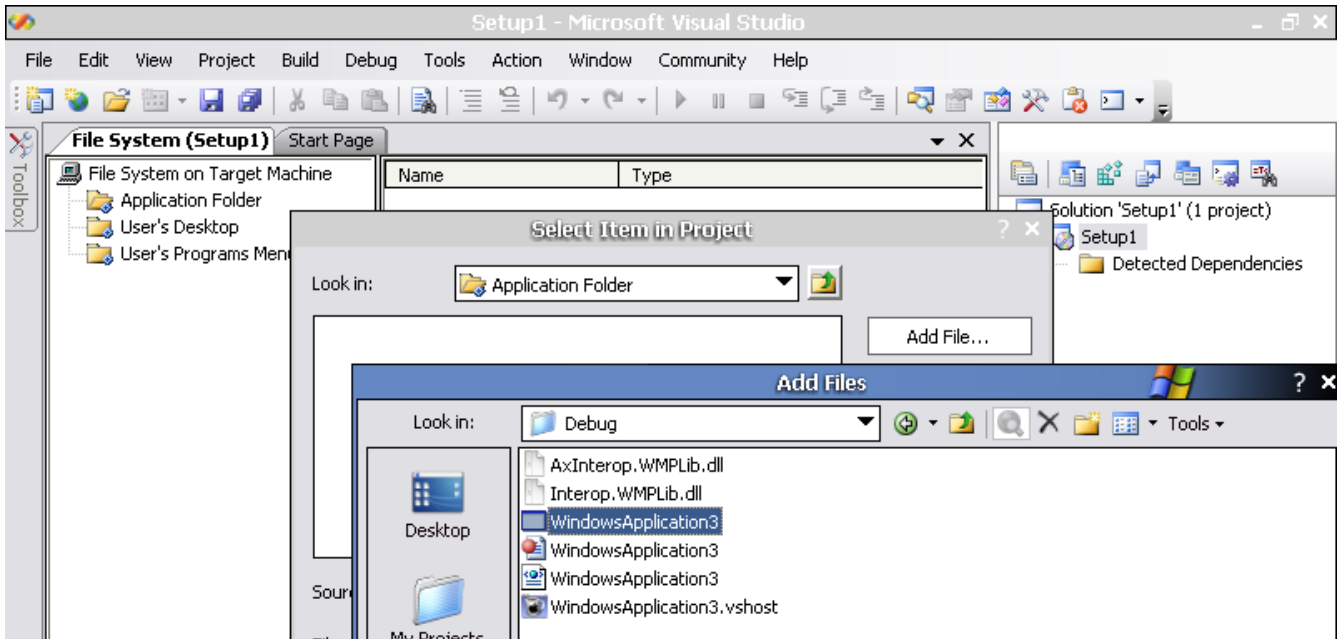 Setup1 - Microsoft Visual Studio
File Edit View Project Build Debug Tools Action Window Community Help
File System (Setup1) Start Page
Toolbox
File System on Target Machine
Name Type
Application Folder
User's Desktop
User's Programs Menu
Solution 'Setup1' (1 project)
Setup1
Detected Dependencies
Select Item in Project
Look in: Application Folder
Add File...
Add Files
Look in: Debug Tools
AxInterop.WMPLib.dll
Interop.WMPLib.dll
WindowsApplication3
WindowsApplication3
WindowsApplication3
WindowsApplication3.vshost
Desktop
My Projects